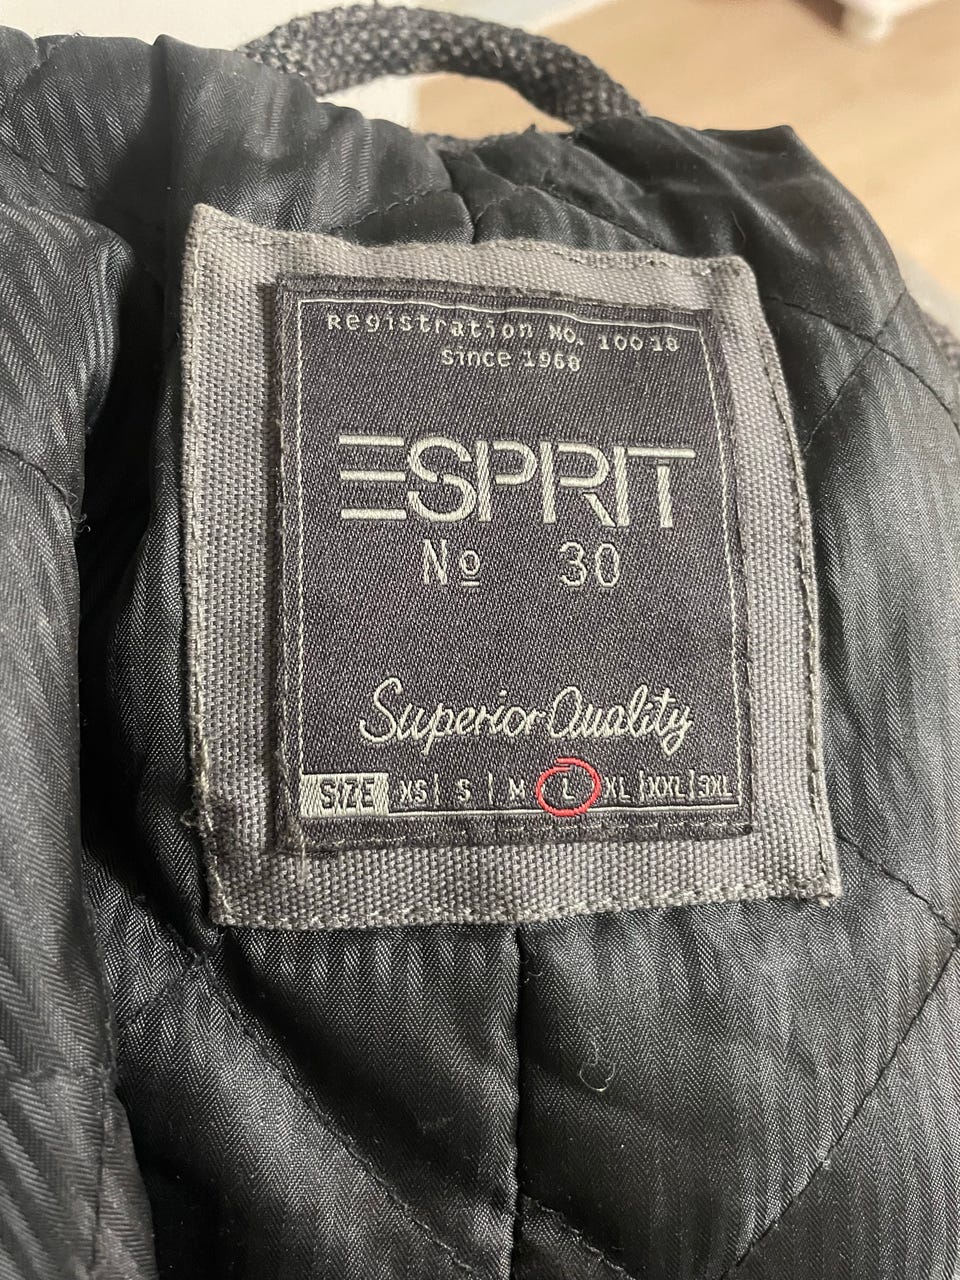 Registration No. 10018
since 1968
ESPRIT
Nº 30
Superior Quality
SIZE XS| S | M L XL|XXL|3XL